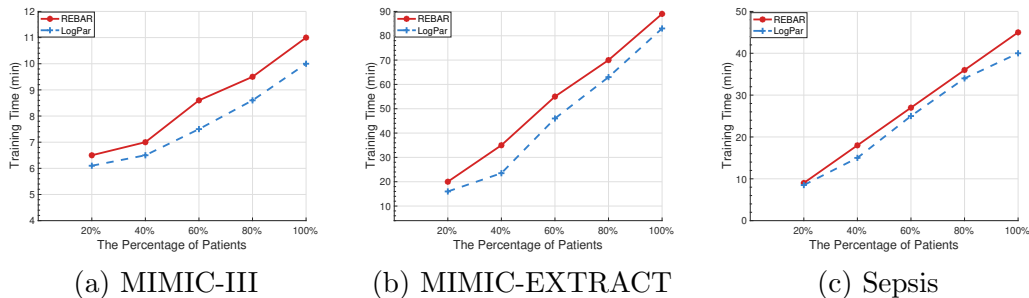 12
11
10
9
8
7
6
5
4
Training Time (min)
REBAR
LogPar
20% 40% 60% 80% 100%
The Percentage of Patients
(a) MIMIC-III
90
80
70
60
50
40
30
20
10
Training Time (min)
REBAR
LogPar
20% 40% 60% 80% 100%
The Percentage of Patients
(b) MIMIC-EXTRACT
50
40
30
20
10
0
Training Time (min)
REBAR
LogPar
20% 40% 60% 80% 100%
The Percentage of Patients
(c) Sepsis